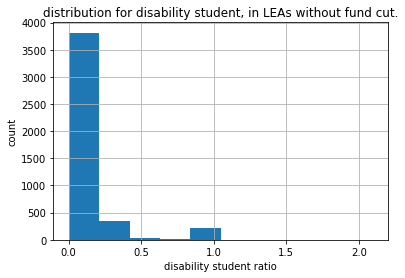 distribution for disability student, in LEAs without fund cut.
4000
3500
3000
2500
2000
1500
1000
500
0
count
0.0 0.5 1.0 1.5 2.0
disability student ratio